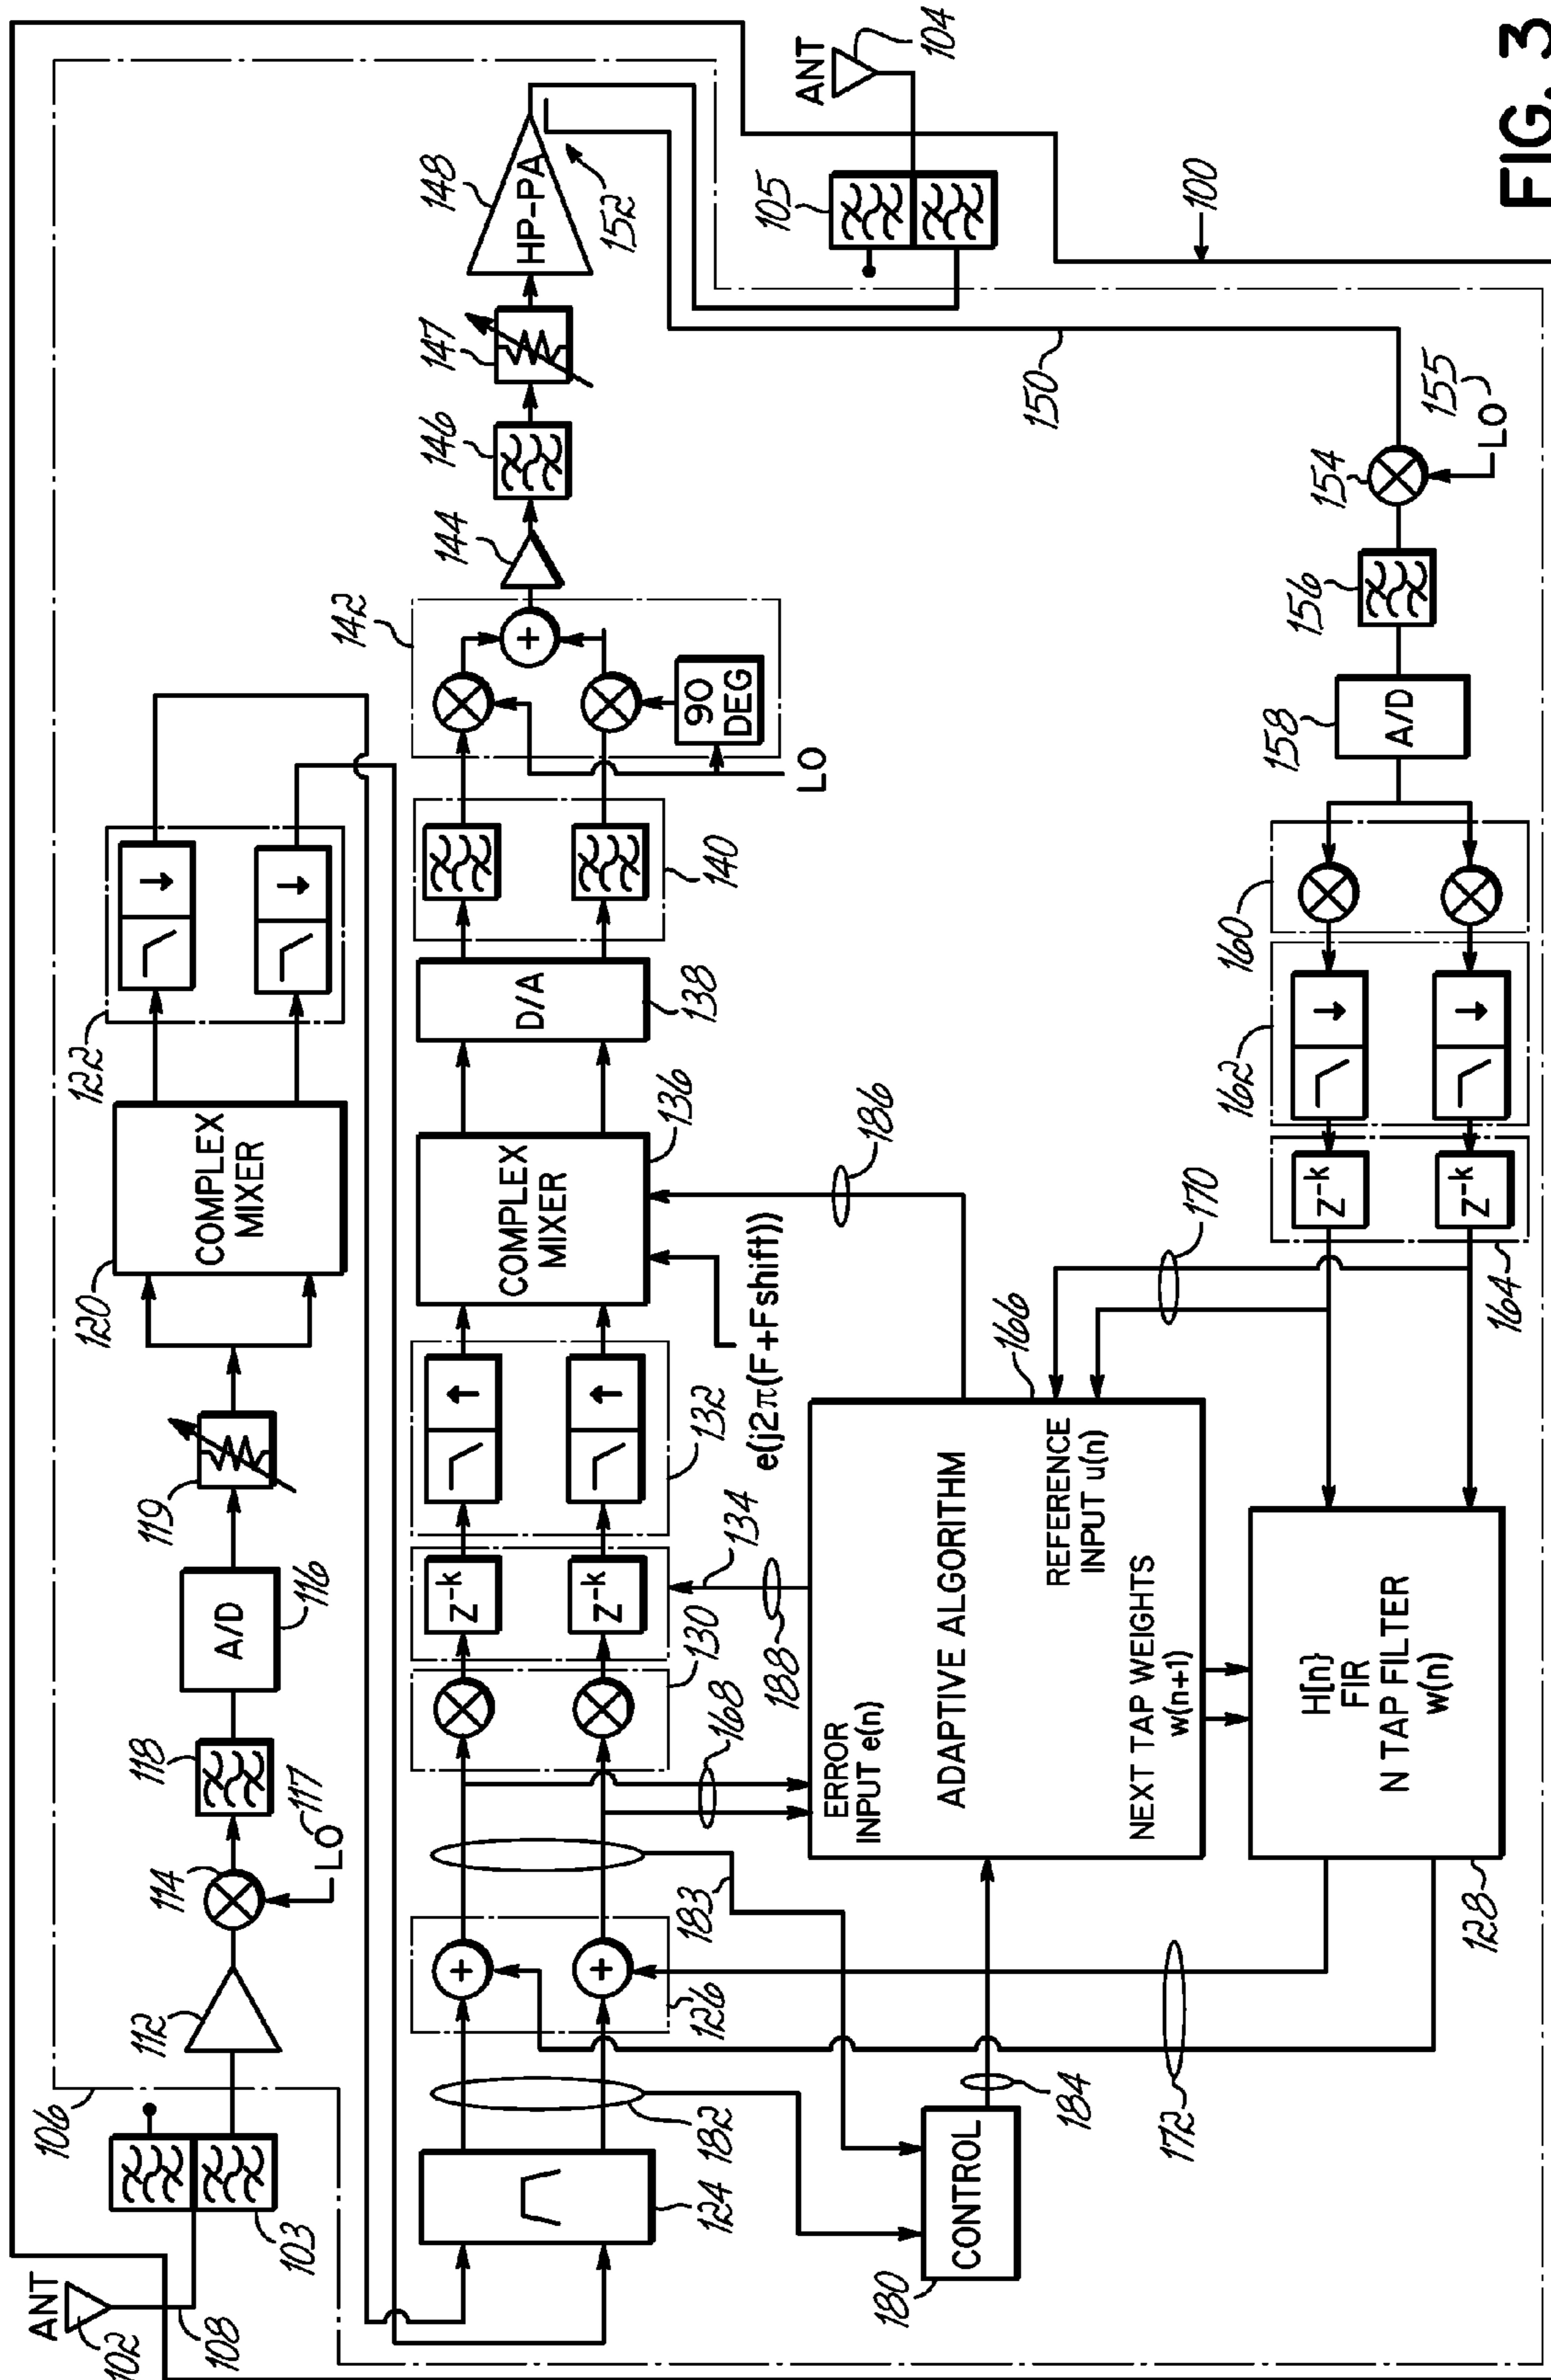 ANT
102
108
103
106
112
114
LO
117
118
A/D
116
119
120
COMPLEX
MIXER
122
124
182
126
183
168
130
Z-k
Z-k
188
134
132
COMPLEX
MIXER
136
e(j2π(F+Fshift))
186
D/A
138
140
142
90
DEG
LO
144
146
147
148
HP-PA
152
ANT
104
105
100
150
180
CONTROL
184
172
ERROR
INPUT e(n)
ADAPTIVE ALGORITHM
REFERENCE
INPUT u(n)
NEXT TAP WEIGHTS
w(n+1)
166
170
H[n}
FIR
N TAP FILTER
w(n)
128
Z-k
Z-k
164
162
160
158
A/D
156
154
LO
155
FIG. 3